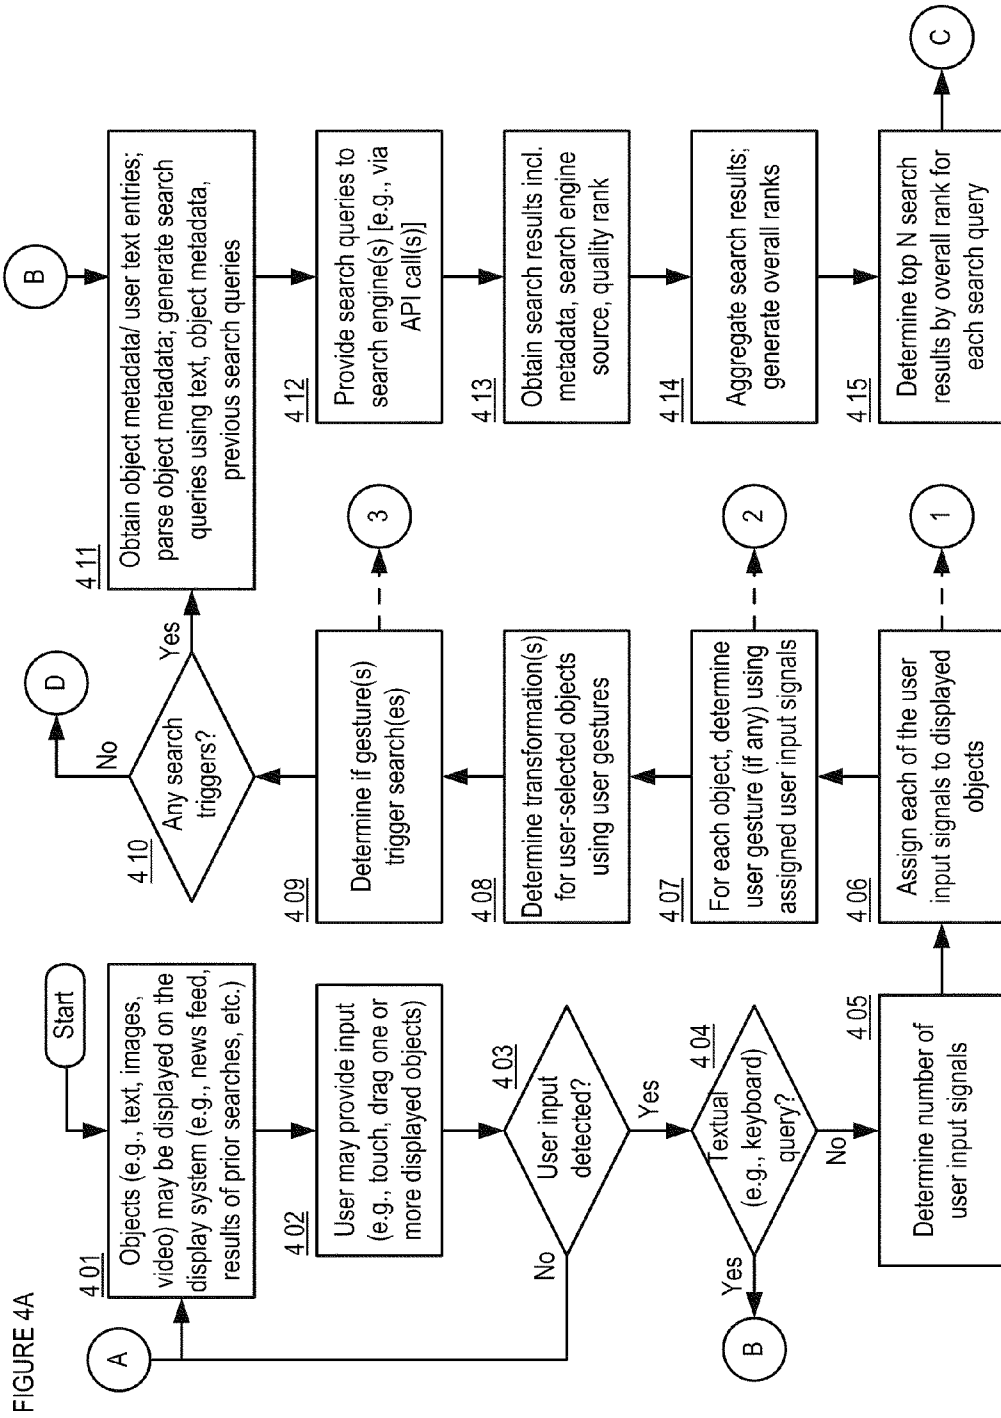 FIGURE 4A
Start
A
4 01
Objects (e.g., text, images,
video) may be displayed on the
display system (e.g., news feed,
results of prior searches, etc.)
4 02
User may provide input
(e.g., touch, drag one or
more displayed objects)
4 03
User input
detected?
No
Yes
4 04
Textual
(e.g., keyboard)
query?
Yes
B
No
4 05
Determine number of
user input signals
4 06
Assign each of the user
input signals to displayed
objects
1
4 07
For each object, determine
user gesture (if any) using
assigned user input signals
2
4 08
Determine transformation(s)
for user-selected objects
using user gestures
4 09
Determine if gesture(s)
trigger search(es)
3
4 10
Any search
triggers?
No
D
Yes
B
4 11
Obtain object metadata/ user text entries;
parse object metadata; generate search
queries using text, object metadata,
previous search queries
4 12
Provide search queries to
search engine(s) [e.g., via
API call(s)]
4 13
Obtain search results incl.
metadata, search engine
source, quality rank
4 14
Aggregate search results;
generate overall ranks
4 15
Determine top N search
results by overall rank for
each search query
C